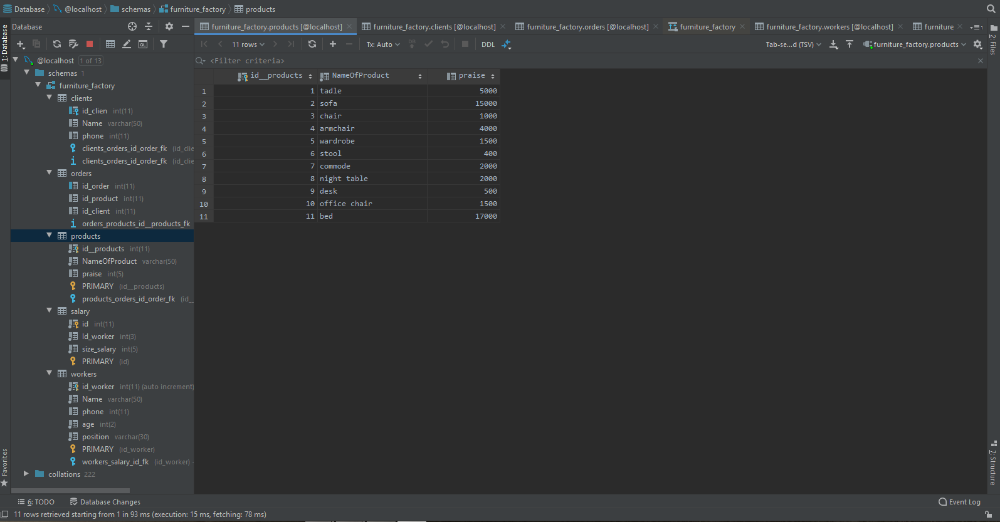 Database @localhost schemas furniture_factory products
Database
furniture_factory.products [@localhost] furniture_factory.clients [@localhost] furniture_factory.orders [@localhost] furniture_factory furniture_factory.workers [@localhost] furniture
11 rows Tx: Auto DB DDL Tab-se...d (TSV) furniture_factory.products
QL
<Filter criteria>
1: Database
2: Files
@localhost 1 of 13
schemas 1
furniture_factory
clients
id_clien int(11)
Name varchar(50)
phone int(11)
clients_orders_id_order_fk (id_clie
clients_orders_id_order_fk (id_clie
orders
id_order int(11)
id_product int(11)
id_client int(11)
orders_products_id__products_fk
products
id__products int(11)
NameOfProduct varchar(50)
praise int(5)
PRIMARY (id__products)
products_orders_id_order_fk (id__
salary
id int(11)
Id_worker int(3)
size_salary int(5)
PRIMARY (id)
workers
id_worker int(11) (auto increment)
Name varchar(50)
phone int(11)
age int(2)
position varchar(30)
PRIMARY (id_worker)
workers_salary_id_fk (id_worker)
collations 222
id__products NameOfProduct praise
1 1 tadle 5000
2 2 sofa 15000
3 3 chair 1000
4 4 armchair 4000
5 5 wardrobe 1500
6 6 stool 400
7 7 commode 2000
8 8 night table 2000
9 9 desk 500
10 10 office chair 1500
11 11 bed 17000
Favorites
7: Structure
6: TODO Database Changes Event Log
11 rows retrieved starting from 1 in 93 ms (execution: 15 ms, fetching: 78 ms)